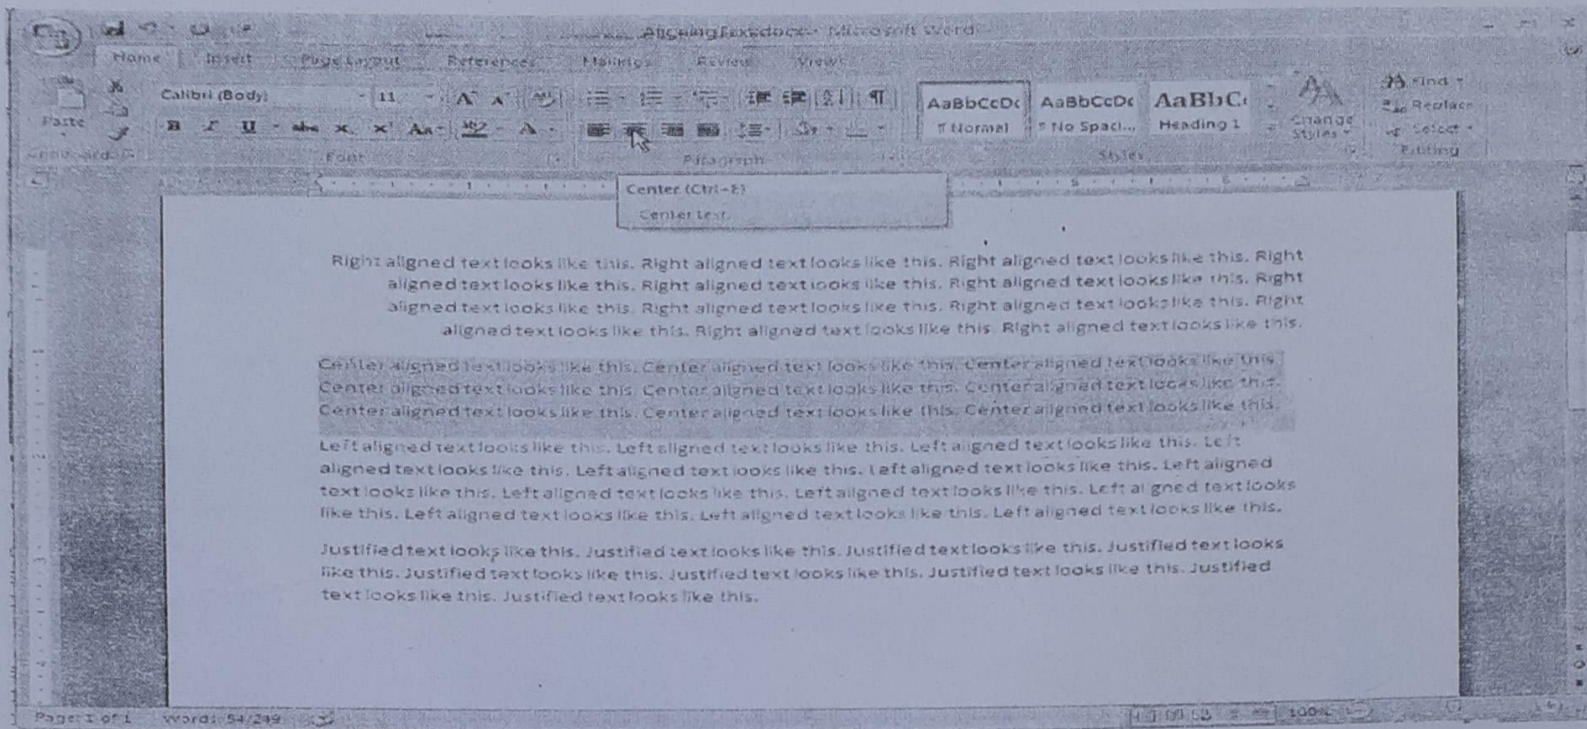 AligningText.docx - Microsoft Word
Home Insert Page Layout References Mailings Review View
Calibri (Body) 11
Paste
B I U abc x x Aa A
Clipboard Font Paragraph Styles Editing
AaBbCcDc AaBbCcDc AaBbC
¶ Normal ¶ No Spaci... Heading 1
Change Styles
Find
Replace
Select
Center (Ctrl+E)
Center text.
Right aligned text looks like this. Right aligned text looks like this. Right aligned text looks like this. Right
aligned text looks like this. Right aligned text looks like this. Right aligned text looks like this. Right
aligned text looks like this. Right aligned text looks like this. Right aligned text looks like this. Right
aligned text looks like this. Right aligned text looks like this. Right aligned text looks like this.
Center aligned text looks like this. Center aligned text looks like this. Center aligned text looks like this.
Center aligned text looks like this. Center aligned text looks like this. Center aligned text looks like this.
Center aligned text looks like this. Center aligned text looks like this. Center aligned text looks like this.
Left aligned text looks like this. Left aligned text looks like this. Left aligned text looks like this. Left
aligned text looks like this. Left aligned text looks like this. Left aligned text looks like this. Left aligned
text looks like this. Left aligned text looks like this. Left aligned text looks like this. Left aligned text looks
like this. Left aligned text looks like this. Left aligned text looks like this. Left aligned text looks like this.
Justified text looks like this. Justified text looks like this. Justified text looks like this. Justified text looks
like this. Justified text looks like this. Justified text looks like this. Justified text looks like this. Justified
text looks like this. Justified text looks like this.
Page: 1 of 1 Words: 54/249 100%